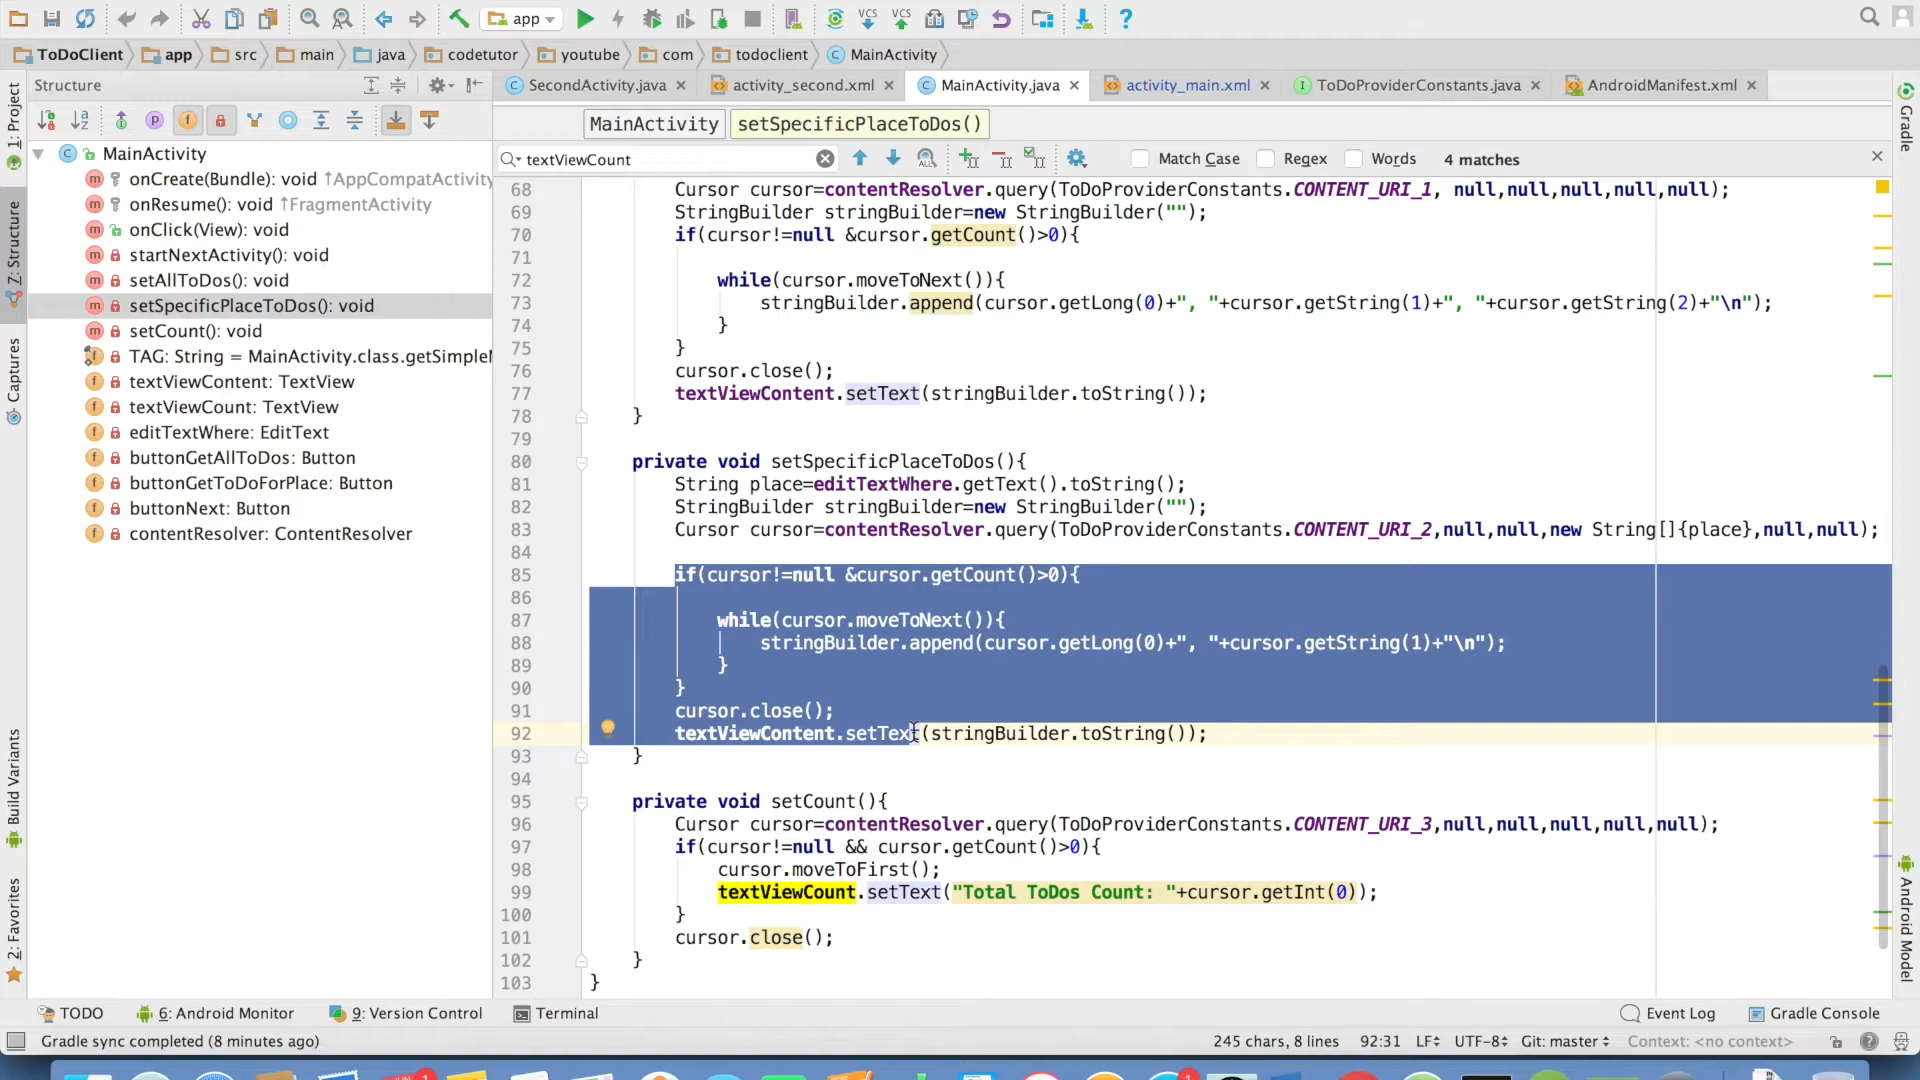 app
ToDoClient app src main java codetutor youtube com todoclient MainActivity
Structure
SecondActivity.java activity_second.xml MainActivity.java activity_main.xml ToDoProviderConstants.java AndroidManifest.xml
MainActivity setSpecificPlaceToDos()
textViewCount Match Case Regex Words 4 matches
MainActivity
onCreate(Bundle): void ↑AppCompatActivity
onResume(): void ↑FragmentActivity
onClick(View): void
startNextActivity(): void
setAllToDos(): void
setSpecificPlaceToDos(): void
setCount(): void
TAG: String = MainActivity.class.getSimpleN
textViewContent: TextView
textViewCount: TextView
editTextWhere: EditText
buttonGetAllToDos: Button
buttonGetToDoForPlace: Button
buttonNext: Button
contentResolver: ContentResolver
68 Cursor cursor=contentResolver.query(ToDoProviderConstants.CONTENT_URI_1, null,null,null,null,null);
69 StringBuilder stringBuilder=new StringBuilder("");
70 if(cursor!=null &cursor.getCount()>0){
71
72 while(cursor.moveToNext()){
73 stringBuilder.append(cursor.getLong(0)+", "+cursor.getString(1)+", "+cursor.getString(2)+"\n");
74 }
75 }
76 cursor.close();
77 textViewContent.setText(stringBuilder.toString());
78 }
79
80 private void setSpecificPlaceToDos(){
81 String place=editTextWhere.getText().toString();
82 StringBuilder stringBuilder=new StringBuilder("");
83 Cursor cursor=contentResolver.query(ToDoProviderConstants.CONTENT_URI_2,null,null,new String[]{place},null,null);
84
85 if(cursor!=null &cursor.getCount()>0){
86
87 while(cursor.moveToNext()){
88 stringBuilder.append(cursor.getLong(0)+", "+cursor.getString(1)+"\n");
89 }
90 }
91 cursor.close();
92 textViewContent.setText(stringBuilder.toString());
93 }
94
95 private void setCount(){
96 Cursor cursor=contentResolver.query(ToDoProviderConstants.CONTENT_URI_3,null,null,null,null,null);
97 if(cursor!=null && cursor.getCount()>0){
98 cursor.moveToFirst();
99 textViewCount.setText("Total ToDos Count: "+cursor.getInt(0));
100 }
101 cursor.close();
102 }
103 }
1: Project
Z: Structure
Captures
Build Variants
2: Favorites
Gradle
Android Model
TODO 6: Android Monitor 9: Version Control Terminal Event Log Gradle Console
Gradle sync completed (8 minutes ago) 245 chars, 8 lines 92:31 LF÷ UTF-8÷ Git: master÷ Context: <no context>